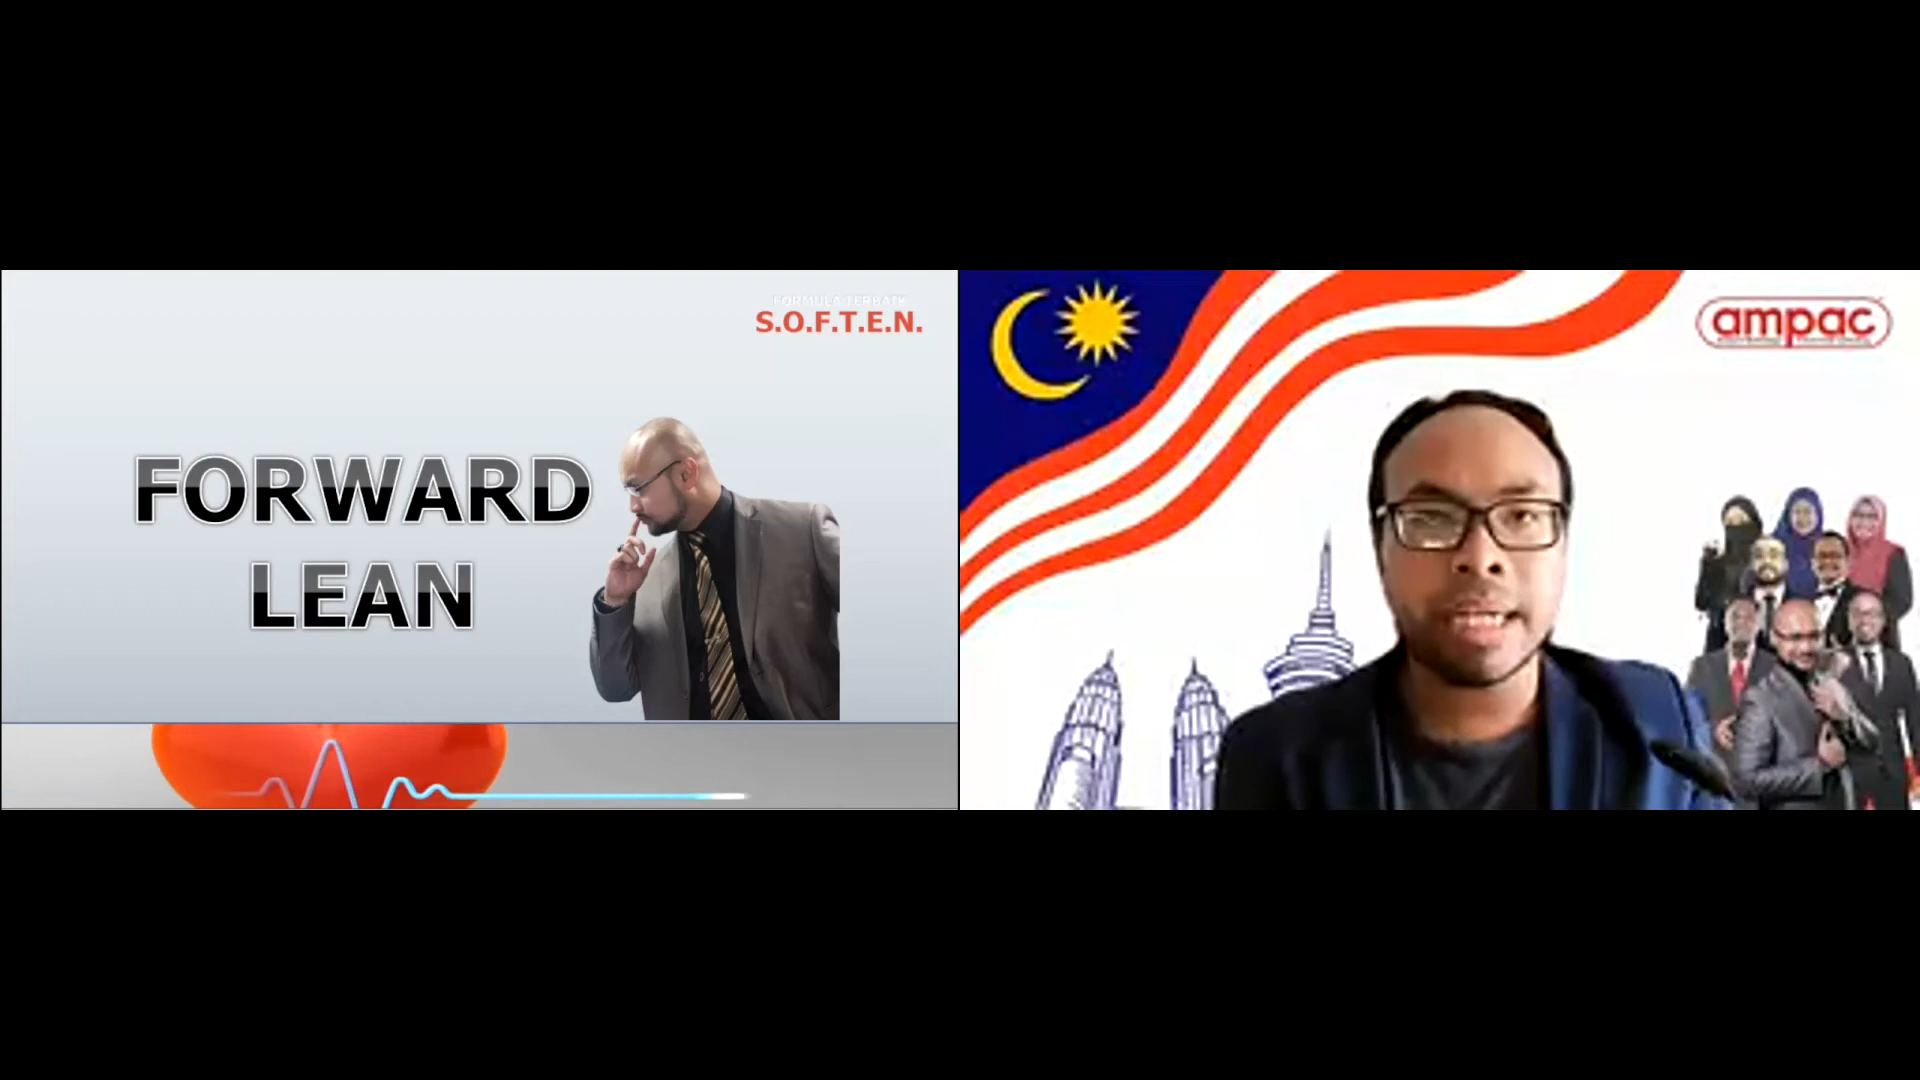 FORMULA TERBAIK
S.O.F.T.E.N.
FORWARD
LEAN
ampac